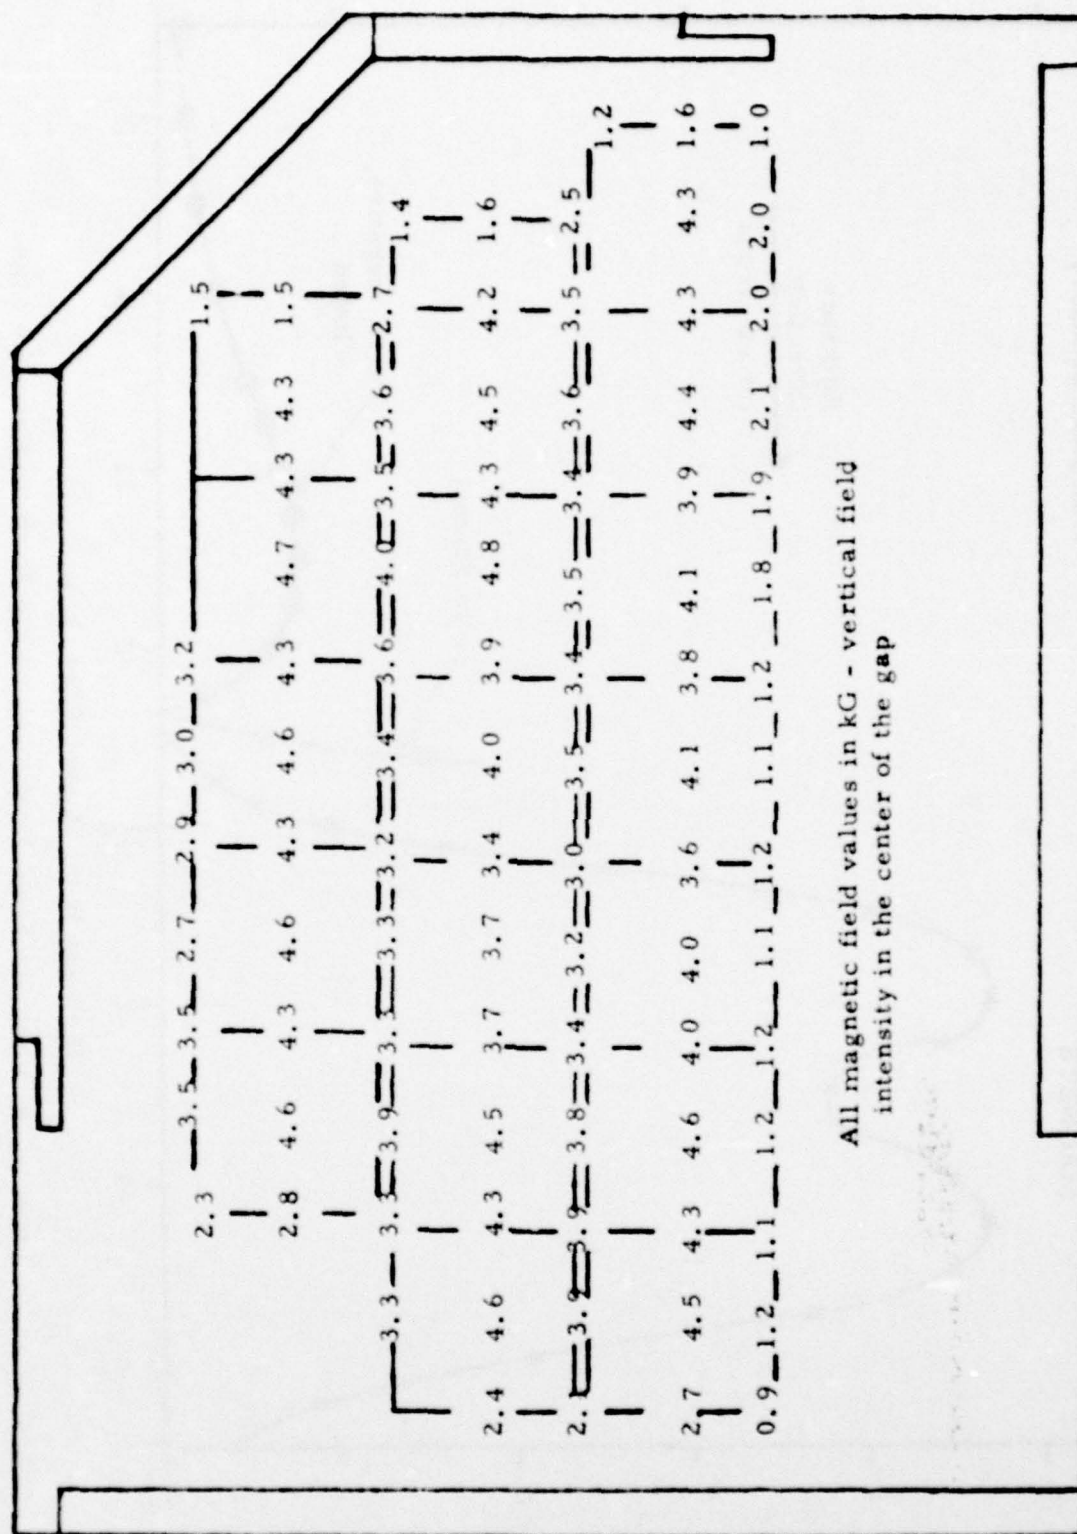 2.3 3.5 3.5 2.7 2.9 3.0 3.2 1.5
2.8 4.6 4.3 4.6 4.3 4.6 4.3 4.7 4.3 4.3 1.5
3.3 3.3 3.9 3.3 3.3 3.2 3.4 3.6 4.0 3.5 3.6 2.7 1.4
2.4 4.6 4.3 4.5 3.7 3.7 3.4 4.0 3.9 4.8 4.3 4.5 4.2 1.6
3.9 3.9 3.8 3.4 3.2 3.0 3.5 3.4 3.5 3.4 3.6 3.5 2.5 1.2
2.7 4.5 4.3 4.6 4.0 4.0 3.6 4.1 3.8 4.1 3.9 4.4 4.3 4.3 1.6
0.9 1.2 1.1 1.2 1.2 1.1 1.2 1.1 1.2 1.8 1.9 2.1 2.0 2.0 1.0
All magnetic field values in kG - vertical field
intensity in the center of the gap